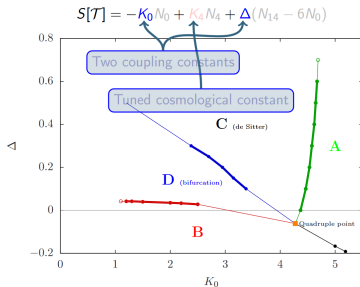 S[𝒯] = −K₀N₀ + K₄N₄ + Δ(N₁₄ − 6N₀)
Two coupling constants
Tuned cosmological constant
C (de Sitter)
A
D (bifurcation)
B
Quadruple point
Δ
0.8
0.6
0.4
0.2
0
−0.2
0
1
2
3
4
5
K₀